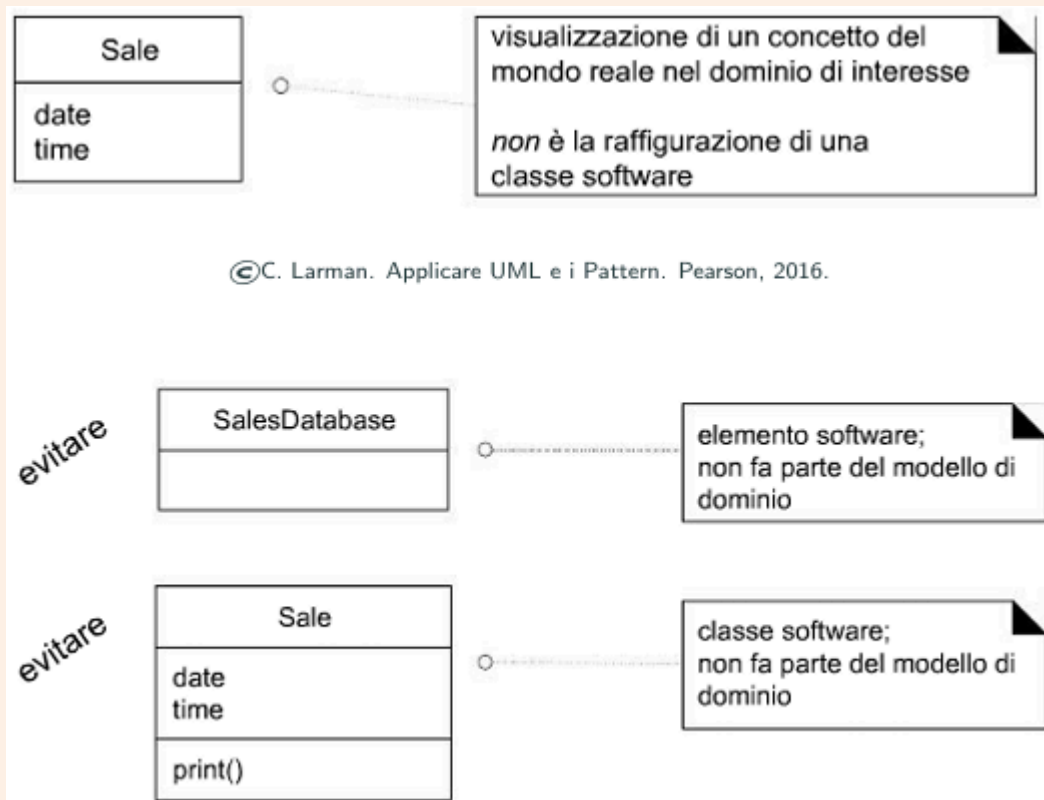 Sale
date
time
visualizzazione di un concetto del
mondo reale nel dominio di interesse
non è la raffigurazione di una
classe software
©C. Larman. Applicare UML e i Pattern. Pearson, 2016.
evitare
SalesDatabase
elemento software;
non fa parte del modello di
dominio
evitare
Sale
date
time
print()
classe software;
non fa parte del modello di
dominio